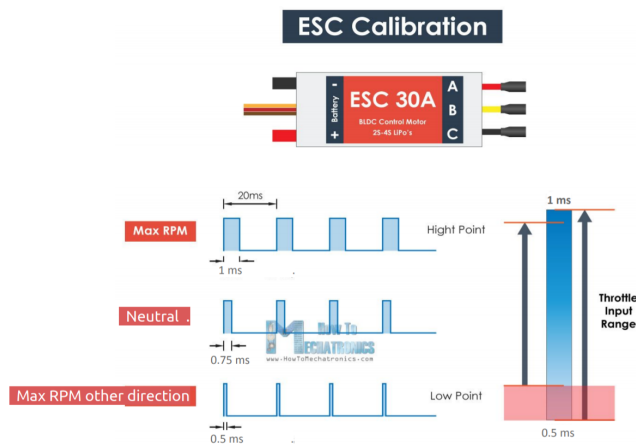 ESC Calibration
Battery
- +
ESC 30A
BLDC Control Motor
2S-4S LiPo's
A
B
C
20ms
Max RPM
Hight Point
1 ms
1 ms
Neutral .
How To
MECHATRONICS
www.HowToMechatronics.com
0.75 ms
Throttle
Input
Range
Max RPM other direction
Low Point
0.5 ms
0.5 ms